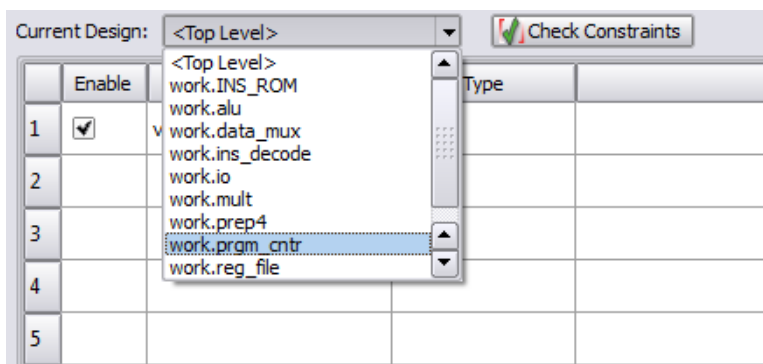 Current Design: <Top Level> Check Constraints
<Top Level>
Enable Type
work.INS_ROM
work.alu
1 v work.data_mux
work.ins_decode
2
work.io
work.mult
work.prep4
3
work.prgm_cntr
work.reg_file
4
5